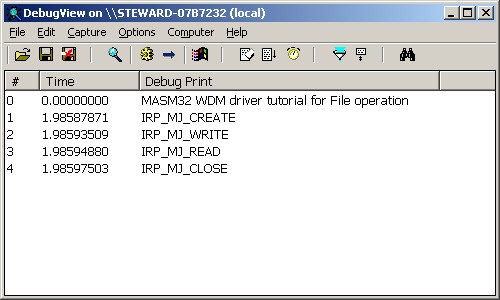 DebugView on \\STEWARD-07B7232 (local)
File Edit Capture Options Computer Help
# Time Debug Print
0 0.00000000 MASM32 WDM driver tutorial for File operation
1 1.98587871 IRP_MJ_CREATE
2 1.98593509 IRP_MJ_WRITE
3 1.98594880 IRP_MJ_READ
4 1.98597503 IRP_MJ_CLOSE